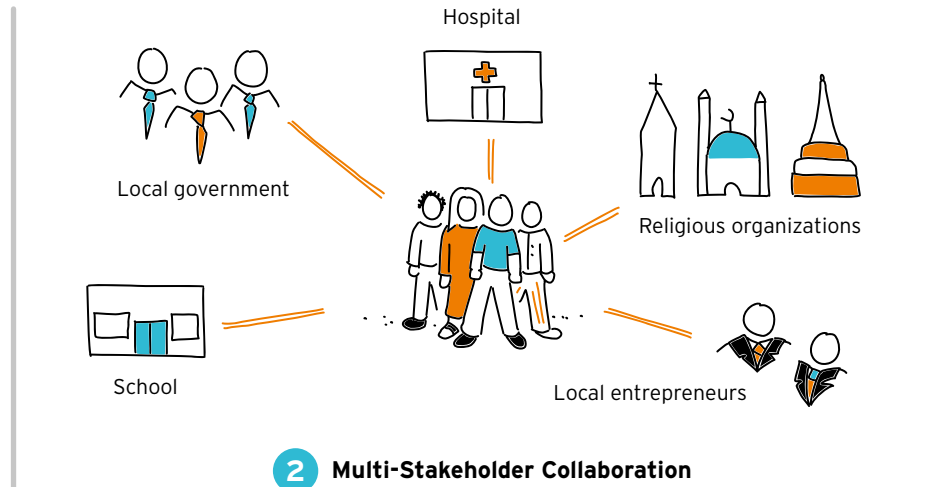 Hospital
Local government
Religious organizations
School
Local entrepreneurs
2 Multi-Stakeholder Collaboration